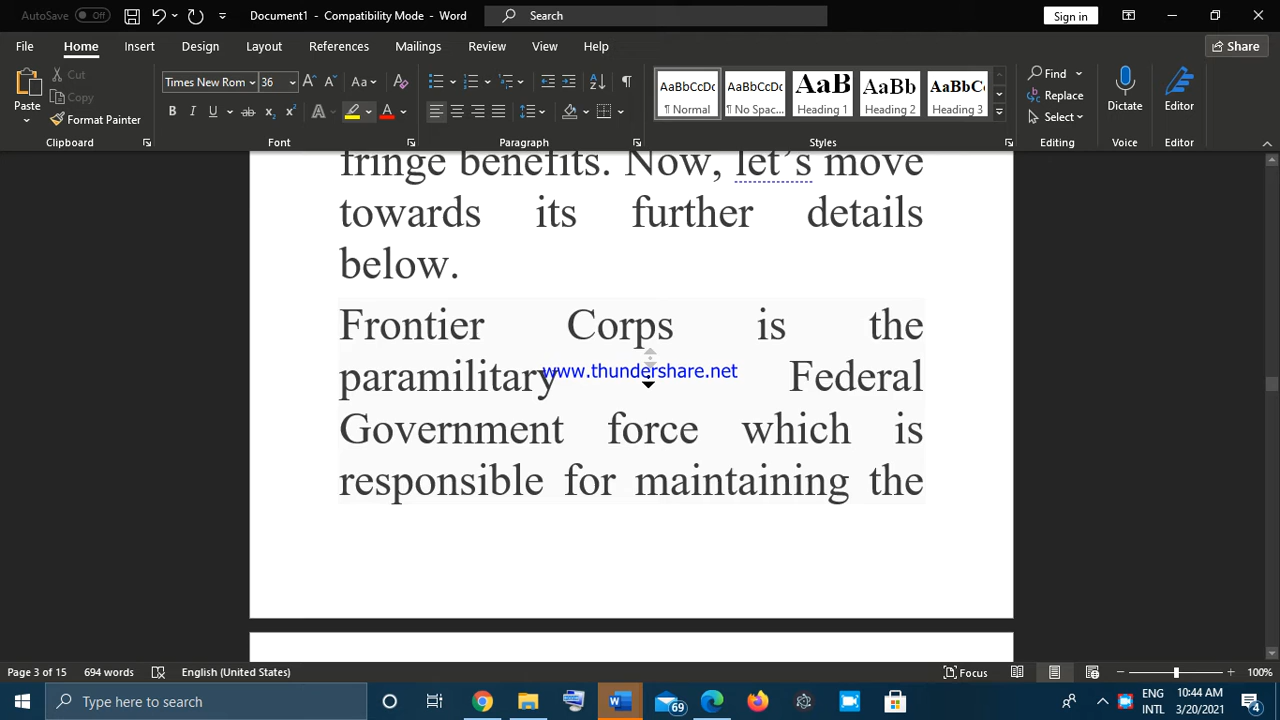 AutoSave Off Document1 - Compatibility Mode - Word Search Sign in
File Home Insert Design Layout References Mailings Review View Help Share
Paste Cut Copy Format Painter
Times New Rom 36
AaBbCcDc AaBbCcDc AaB AaBb AaBbC
¶ Normal ¶ No Spac... Heading 1 Heading 2 Heading 3
Find Replace Select Dictate Editor
Clipboard Font Paragraph Styles Editing Voice Editor
fringe benefits. Now, let’s move
towards its further details
below.
Frontier Corps is the
paramilitary Federal
www.thundershare.net
Government force which is
responsible for maintaining the
Page 3 of 15 694 words English (United States) Focus 100%
Type here to search 69 ENG INTL 10:44 AM 3/20/2021 4